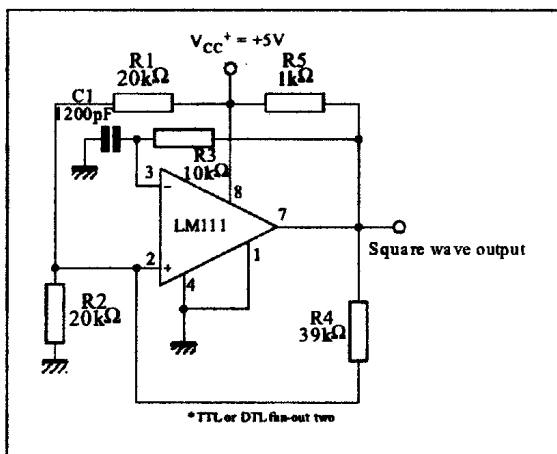 V_CC^+ = +5V
R1
20kΩ
R5
1kΩ
C1
1200pF
R3
10kΩ
3
-
8
LM111
7
Square wave output
2
+
1
4
R2
20kΩ
R4
39kΩ
*TTL or DTL fan-out two